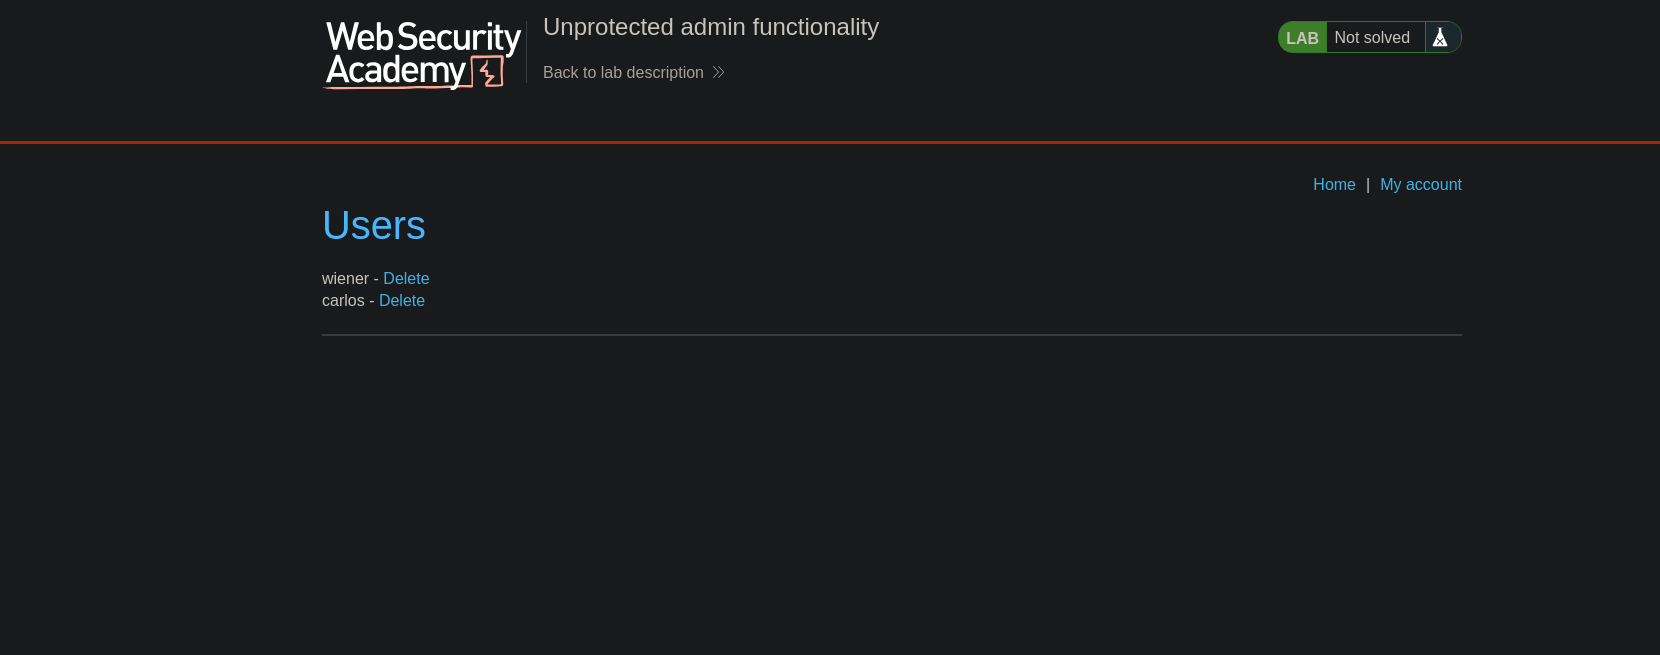 Web Security
Academy
Unprotected admin functionality
Back to lab description
LAB Not solved
Home | My account
Users
wiener - Delete
carlos - Delete